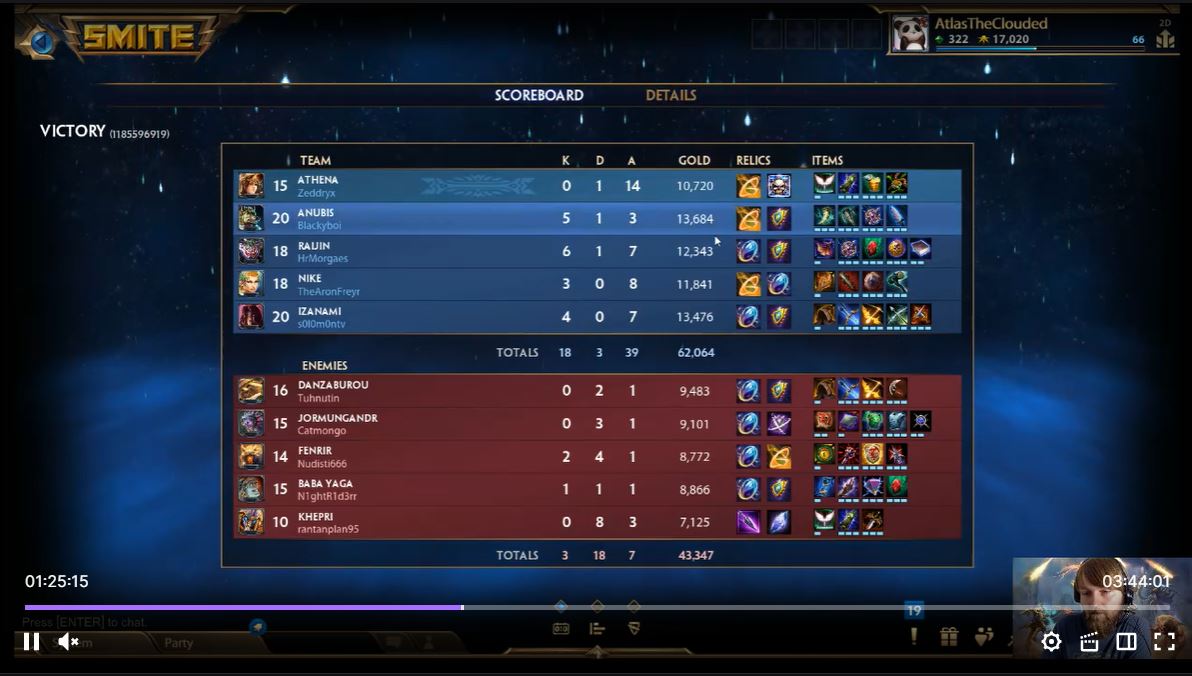 SMITE
AtlasTheClouded
2D
322 17,020
66
SCOREBOARD DETAILS
VICTORY (1185596919)
TEAM K D A GOLD RELICS ITEMS
15 ATHENA 0 1 14 10,720
Zeddryx
20 ANUBIS 5 1 3 13,684
Blackyboi
18 RAIJIN 6 1 7 12,343
HrMorgaes
18 NIKE 3 0 8 11,841
TheAronFreyr
20 IZANAMI 4 0 7 13,476
s0l0m0ntv
TOTALS 18 3 39 62,064
ENEMIES
16 DANZABUROU 0 2 1 9,483
Tuhnutin
15 JORMUNGANDR 0 3 1 9,101
Catmongo
14 FENRIR 2 4 1 8,772
Nudisti666
15 BABA YAGA 1 1 1 8,866
N1ghtR1d3rr
10 KHEPRI 0 8 3 7,125
rantanplan95
TOTALS 3 18 7 43,347
01:25:15 03:44:01
19
Press [ENTER] to chat.
Party